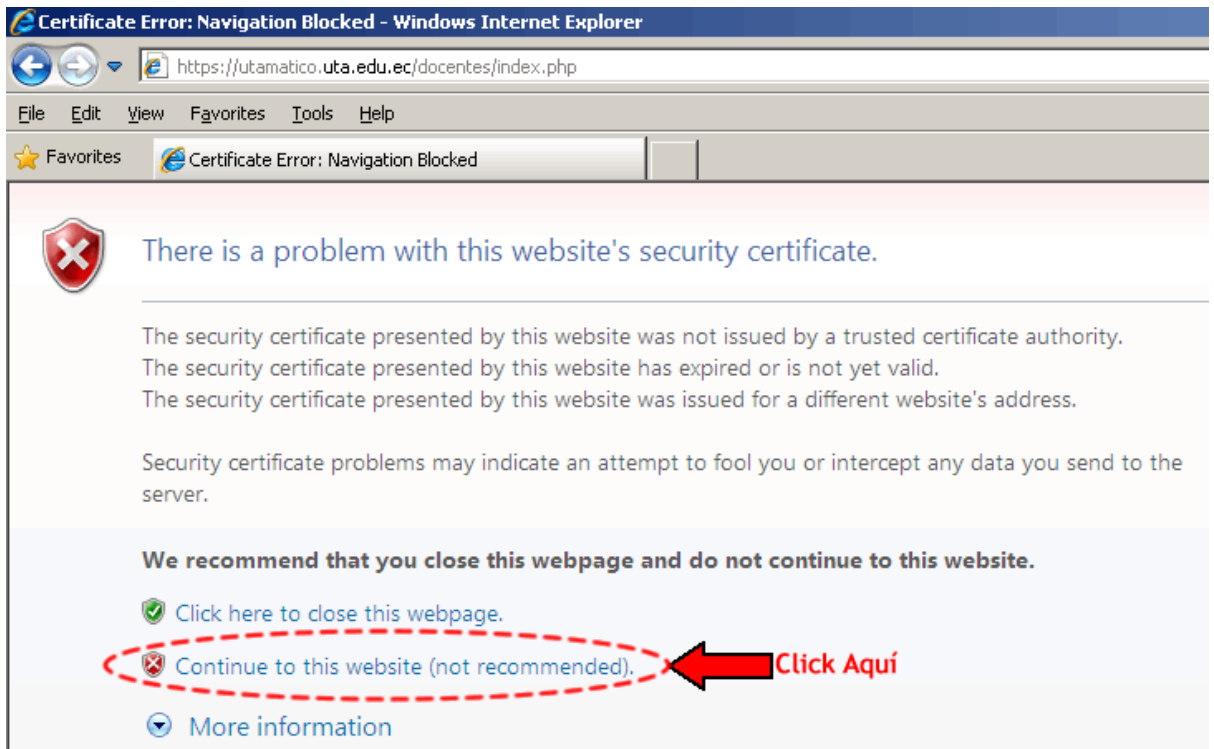 Certificate Error: Navigation Blocked - Windows Internet Explorer
https://utamatico.uta.edu.ec/docentes/index.php
File Edit View Favorites Tools Help
Favorites Certificate Error: Navigation Blocked
There is a problem with this website's security certificate.
The security certificate presented by this website was not issued by a trusted certificate authority.
The security certificate presented by this website has expired or is not yet valid.
The security certificate presented by this website was issued for a different website's address.
Security certificate problems may indicate an attempt to fool you or intercept any data you send to the
server.
We recommend that you close this webpage and do not continue to this website.
Click here to close this webpage.
Continue to this website (not recommended). Click Aquí
More information